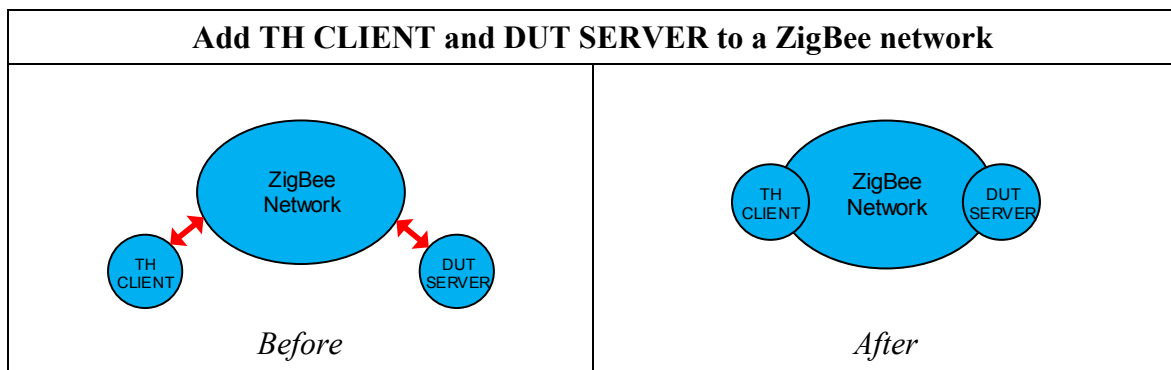 Add TH CLIENT and DUT SERVER to a ZigBee network
ZigBee
Network
TH
CLIENT
DUT
SERVER
Before
TH
CLIENT
ZigBee
Network
DUT
SERVER
After